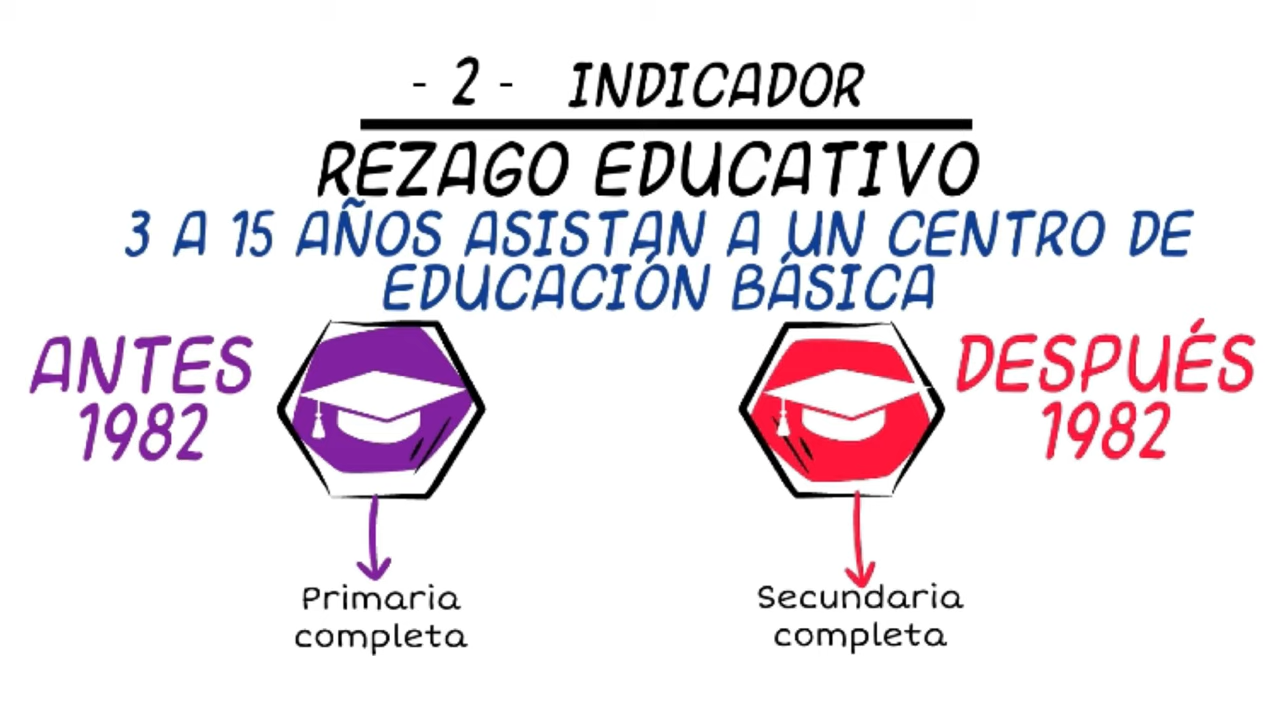 - 2 - INDICADOR
REZAGO EDUCATIVO
3 A 15 AÑOS ASISTAN A UN CENTRO DE
EDUCACIÓN BÁSICA
ANTES
1982
DESPUÉS
1982
Primaria
completa
Secundaria
completa